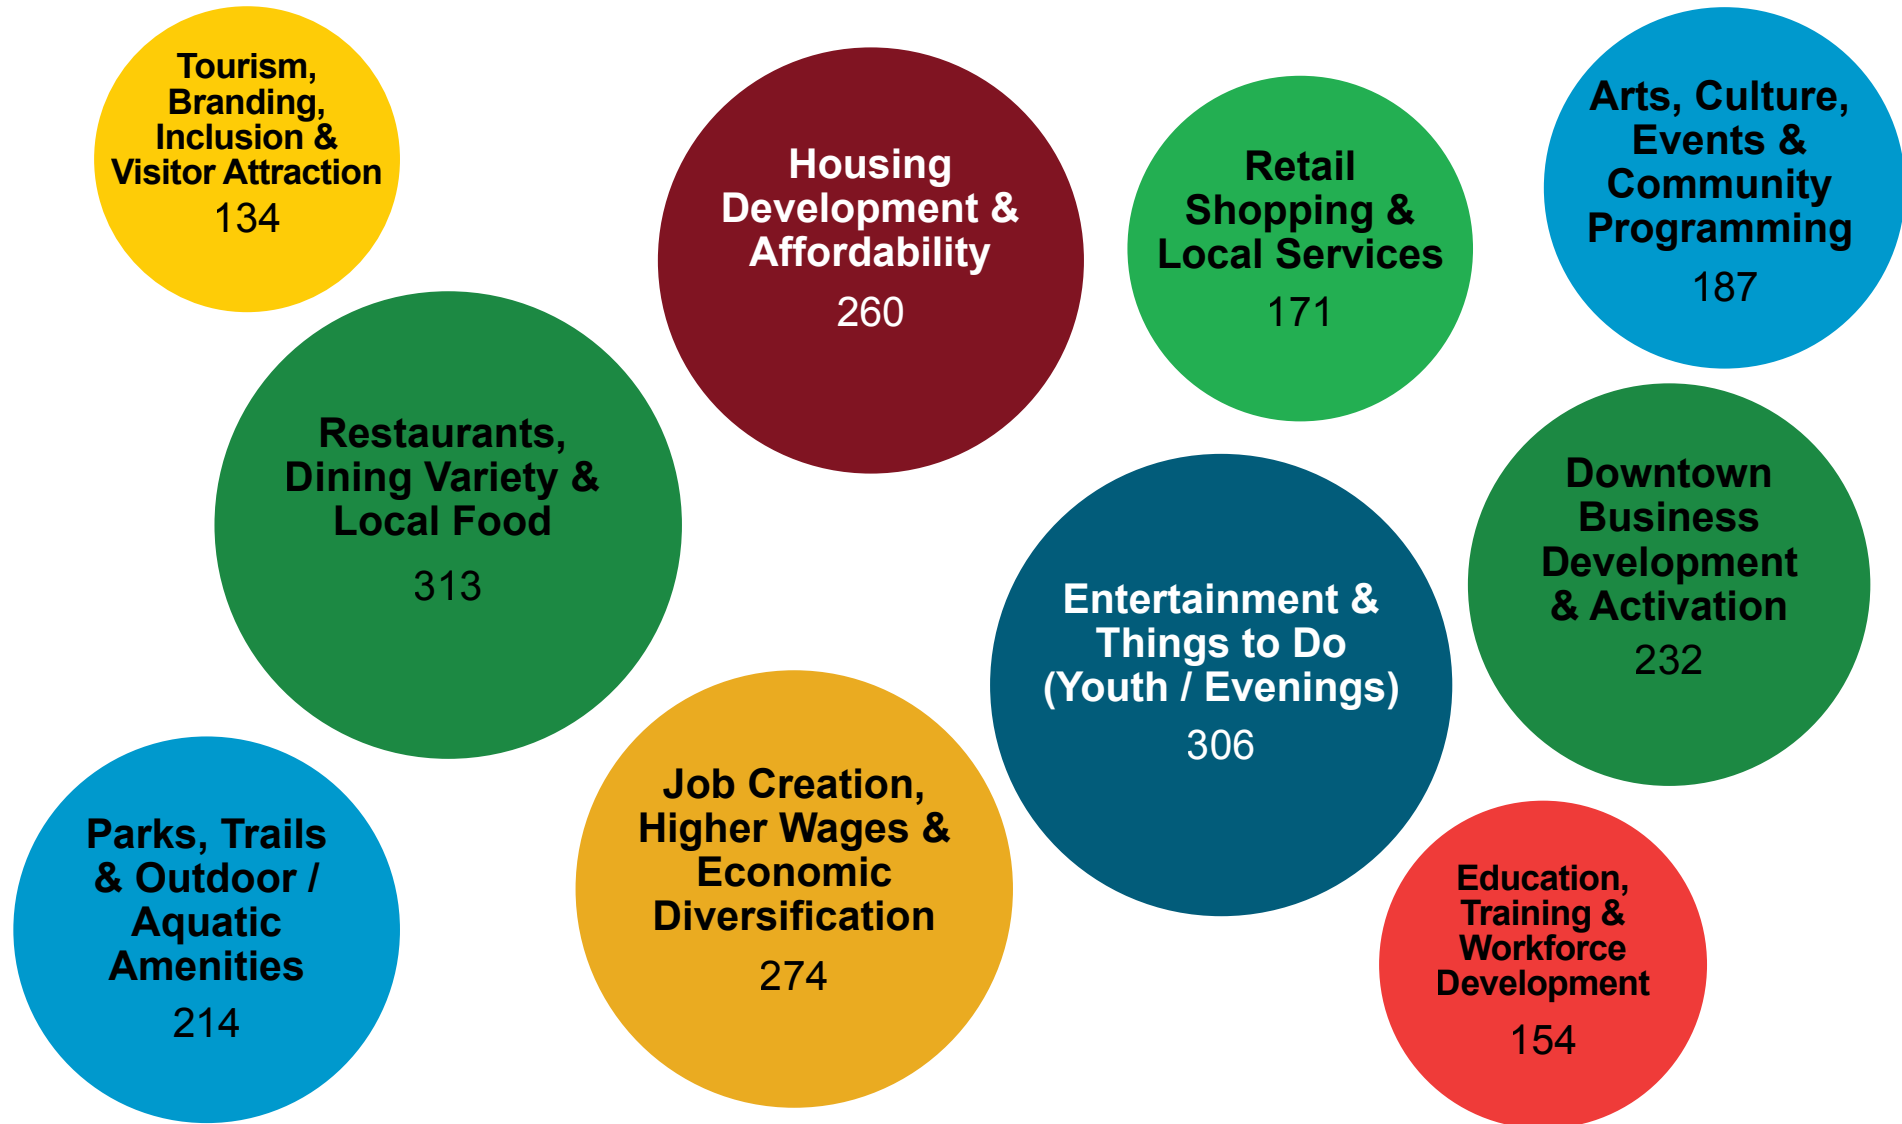 Tourism,
Branding,
Inclusion &
Visitor Attraction
134
Housing
Development &
Affordability
260
Retail
Shopping &
Local Services
171
Arts, Culture,
Events &
Community
Programming
187
Restaurants,
Dining Variety &
Local Food
313
Entertainment &
Things to Do
(Youth / Evenings)
306
Downtown
Business
Development
& Activation
232
Parks, Trails
& Outdoor /
Aquatic
Amenities
214
Job Creation,
Higher Wages &
Economic
Diversification
274
Education,
Training &
Workforce
Development
154